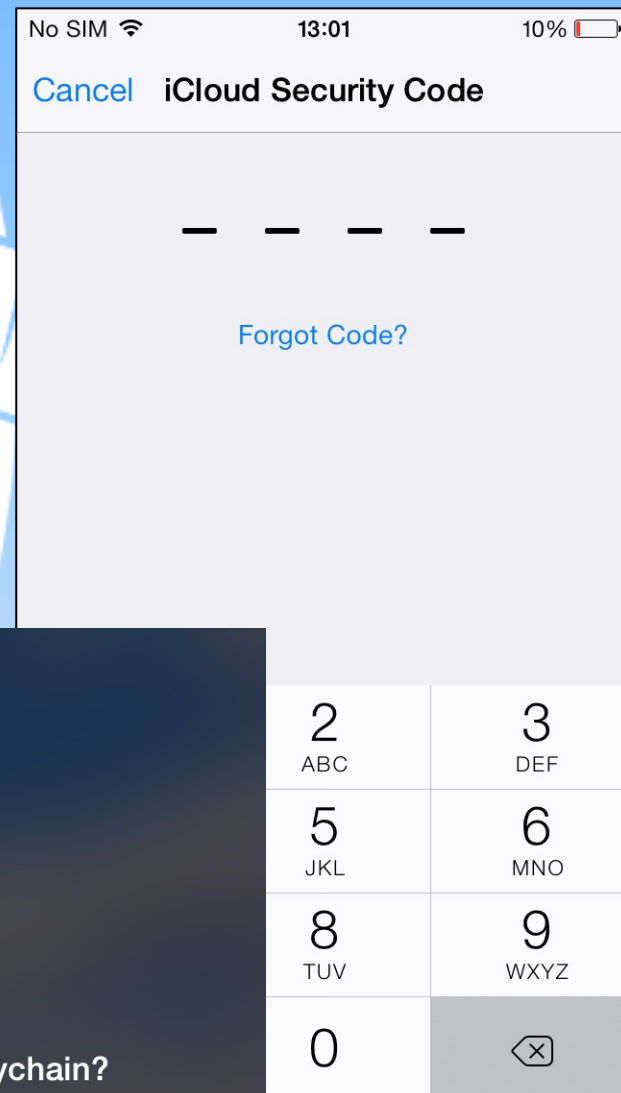 No SIM 13:01 10%
Cancel iCloud Security Code
Forgot Code?
2 3
ABC DEF
5 6
JKL MNO
8 9
TUV WXYZ
0
ychain?